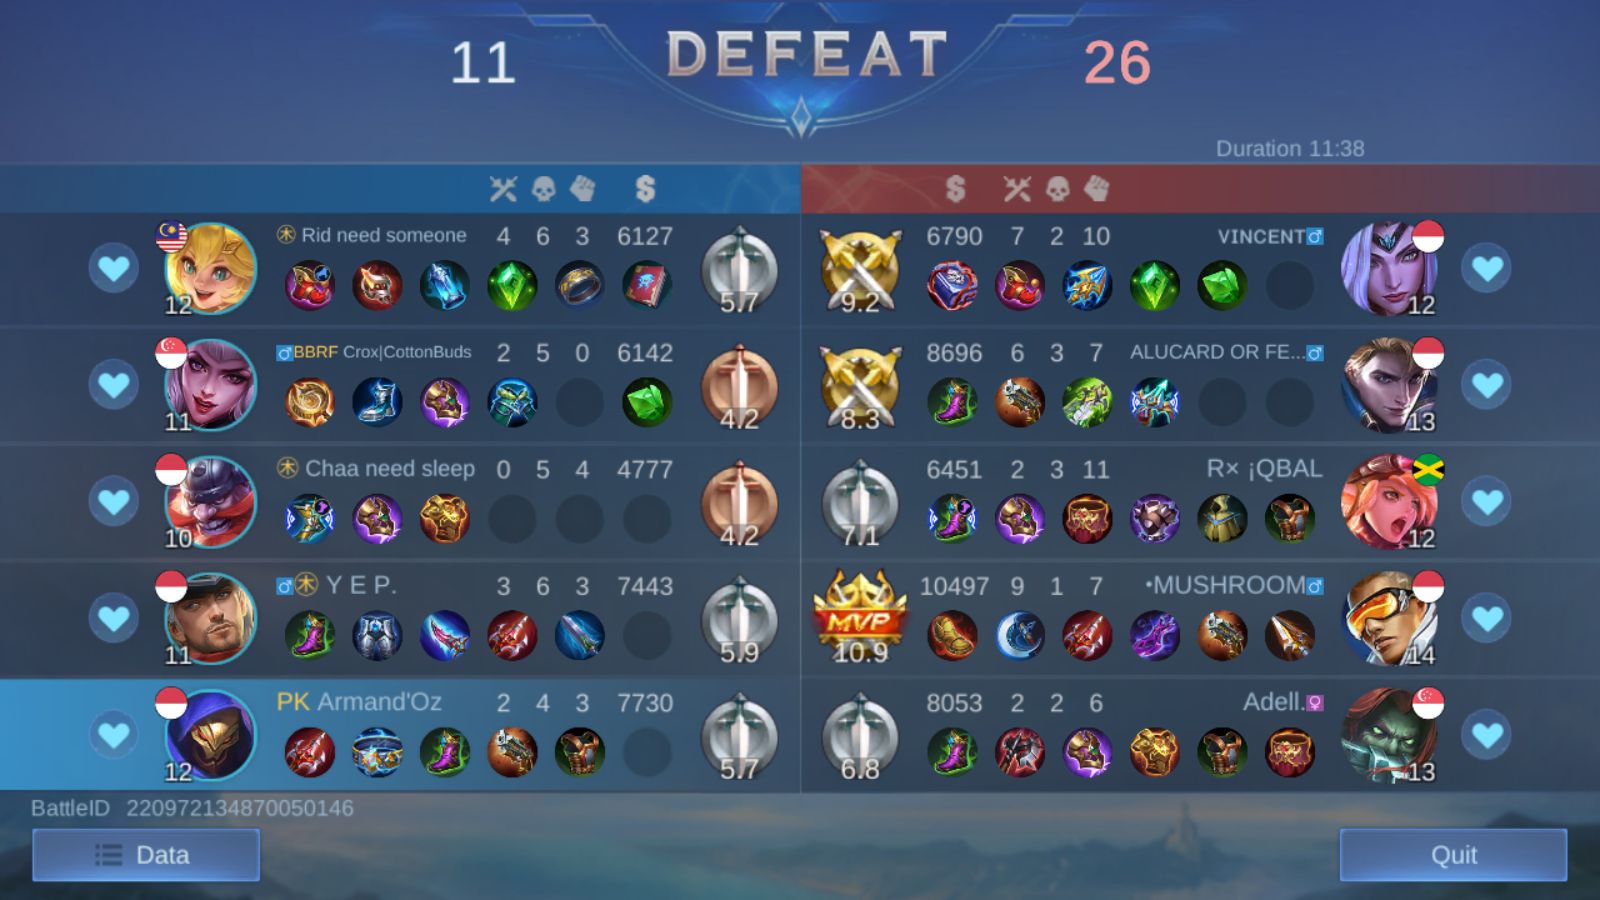 11 DEFEAT 26
Duration 11:38
Rid need someone 4 6 3 6127
12 5.7
9.2 6790 7 2 10 VINCENT
12
BBRF Crox|CottonBuds 2 5 0 6142
11 4.2
8.3 8696 6 3 7 ALUCARD OR FE...
13
Chaa need sleep 0 5 4 4777
10 4.2
7.1 6451 2 3 11 R× ¡QBAL
12
木 Y E P. 3 6 3 7443
11 5.9
MVP 10.9 10497 9 1 7 •MUSHROOM
14
PK Armand'Oz 2 4 3 7730
12 5.7
6.8 8053 2 2 6 Adell.
13
BattleID 220972134870050146
Data
Quit